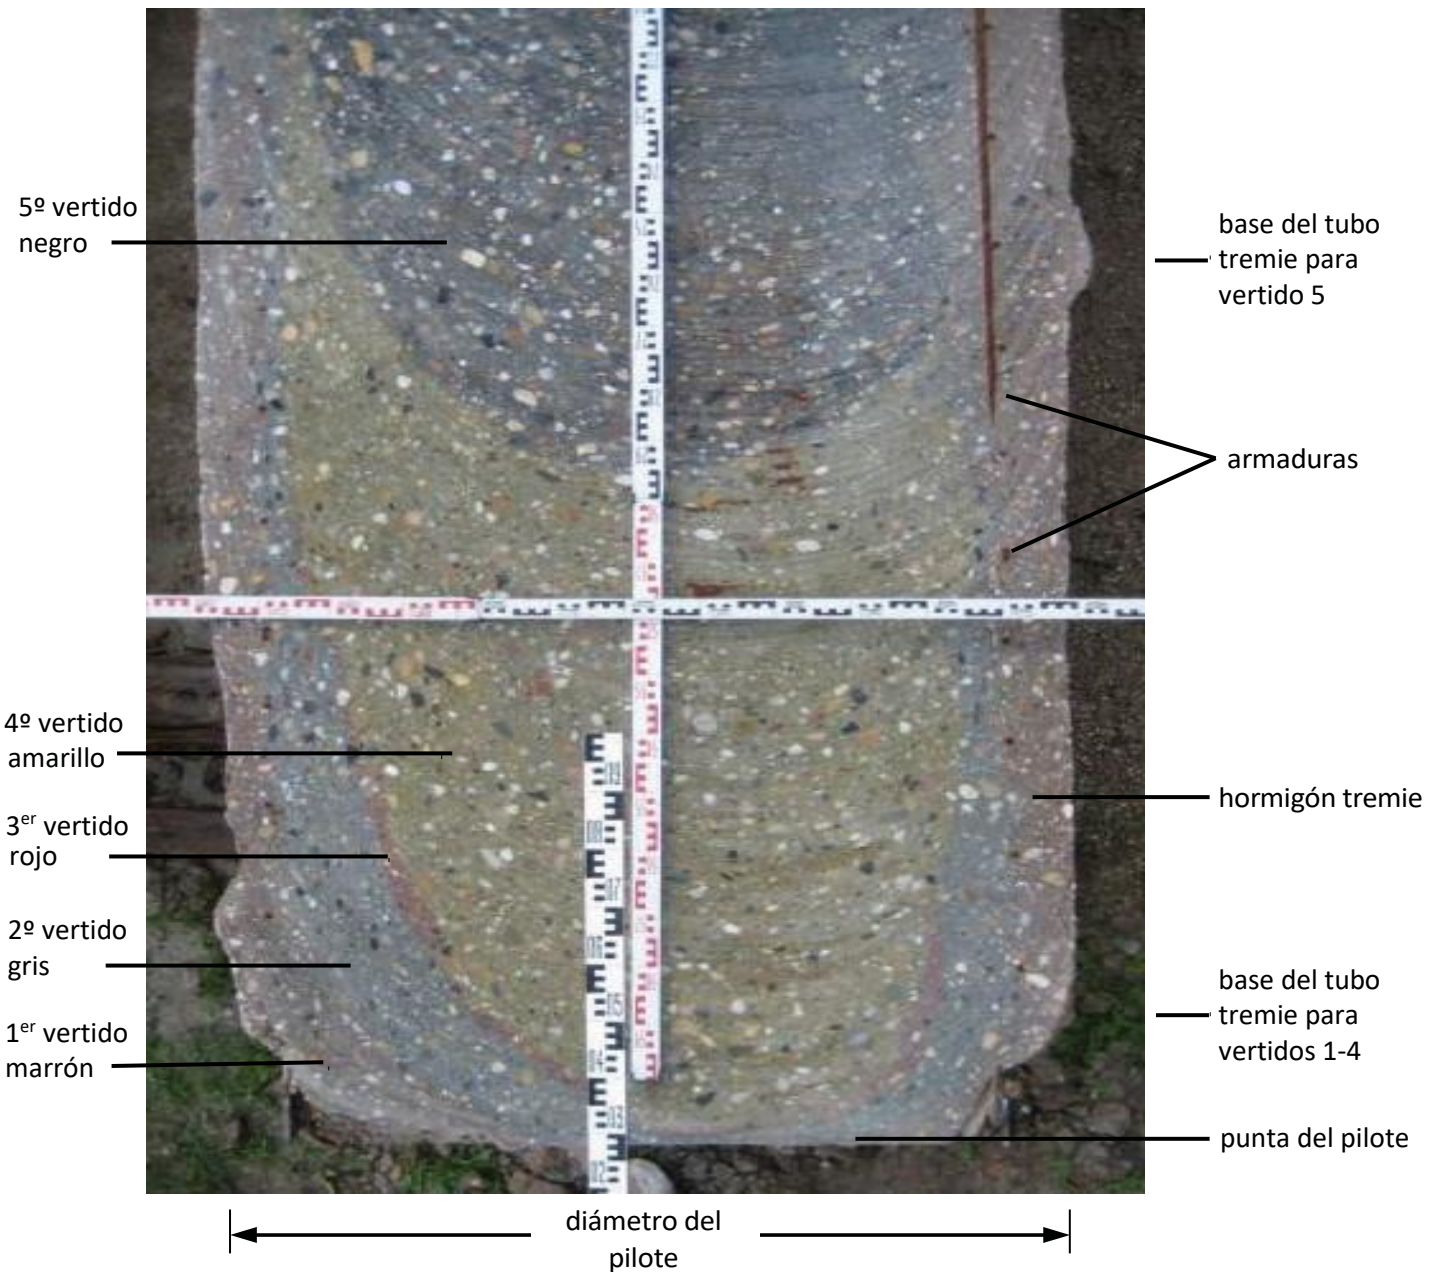 5º vertido
negro
4º vertido
amarillo
3er vertido
rojo
2º vertido
gris
1er vertido
marrón
base del tubo
tremie para
vertido 5
armaduras
hormigón tremie
base del tubo
tremie para
vertidos 1-4
punta del pilote
diámetro del
pilote